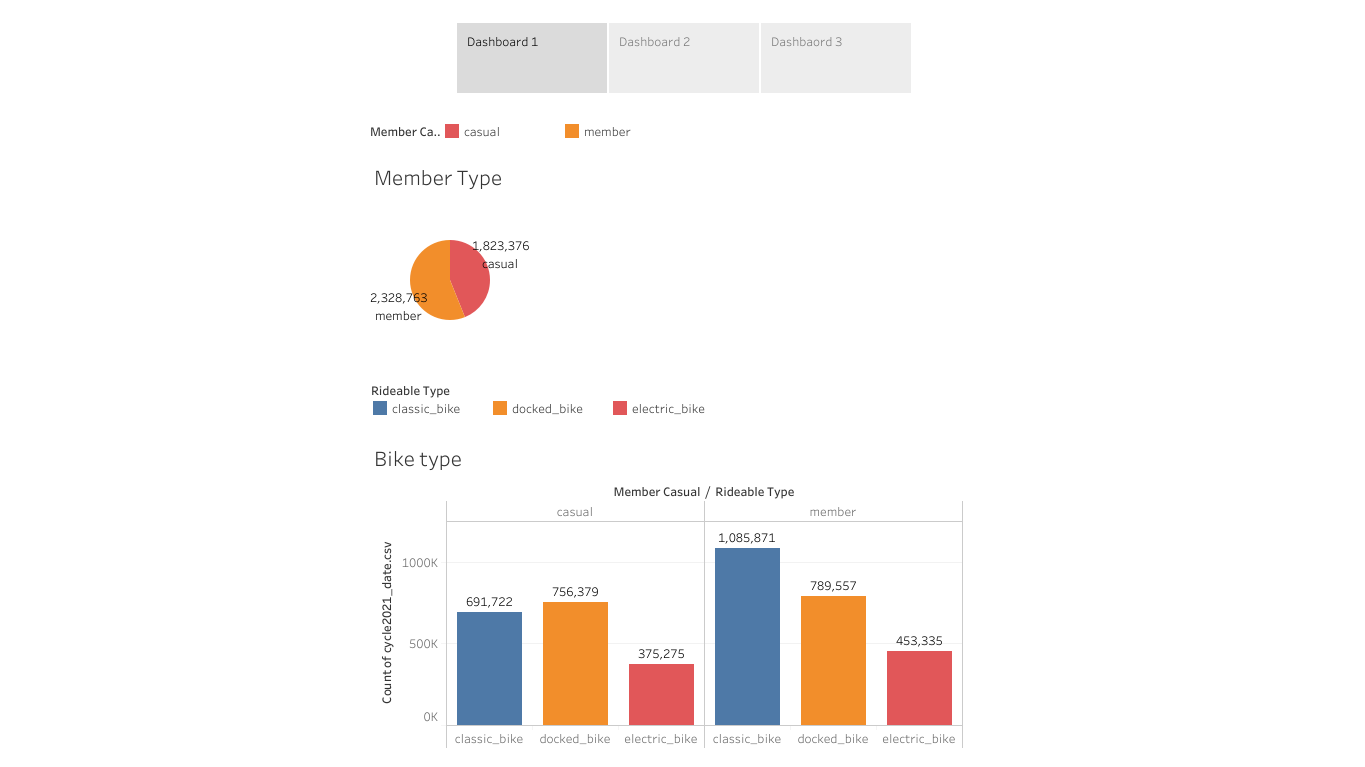 Dashboard 1
Dashboard 2
Dashbaord 3
Member Ca.. casual member
Member Type
1,823,376
casual
2,328,763
member
Rideable Type
classic_bike docked_bike electric_bike
Bike type
Member Casual / Rideable Type
casual member
Count of cycle2021_date.csv
1000K
500K
0K
691,722
756,379
375,275
1,085,871
789,557
453,335
classic_bike docked_bike electric_bike classic_bike docked_bike electric_bike